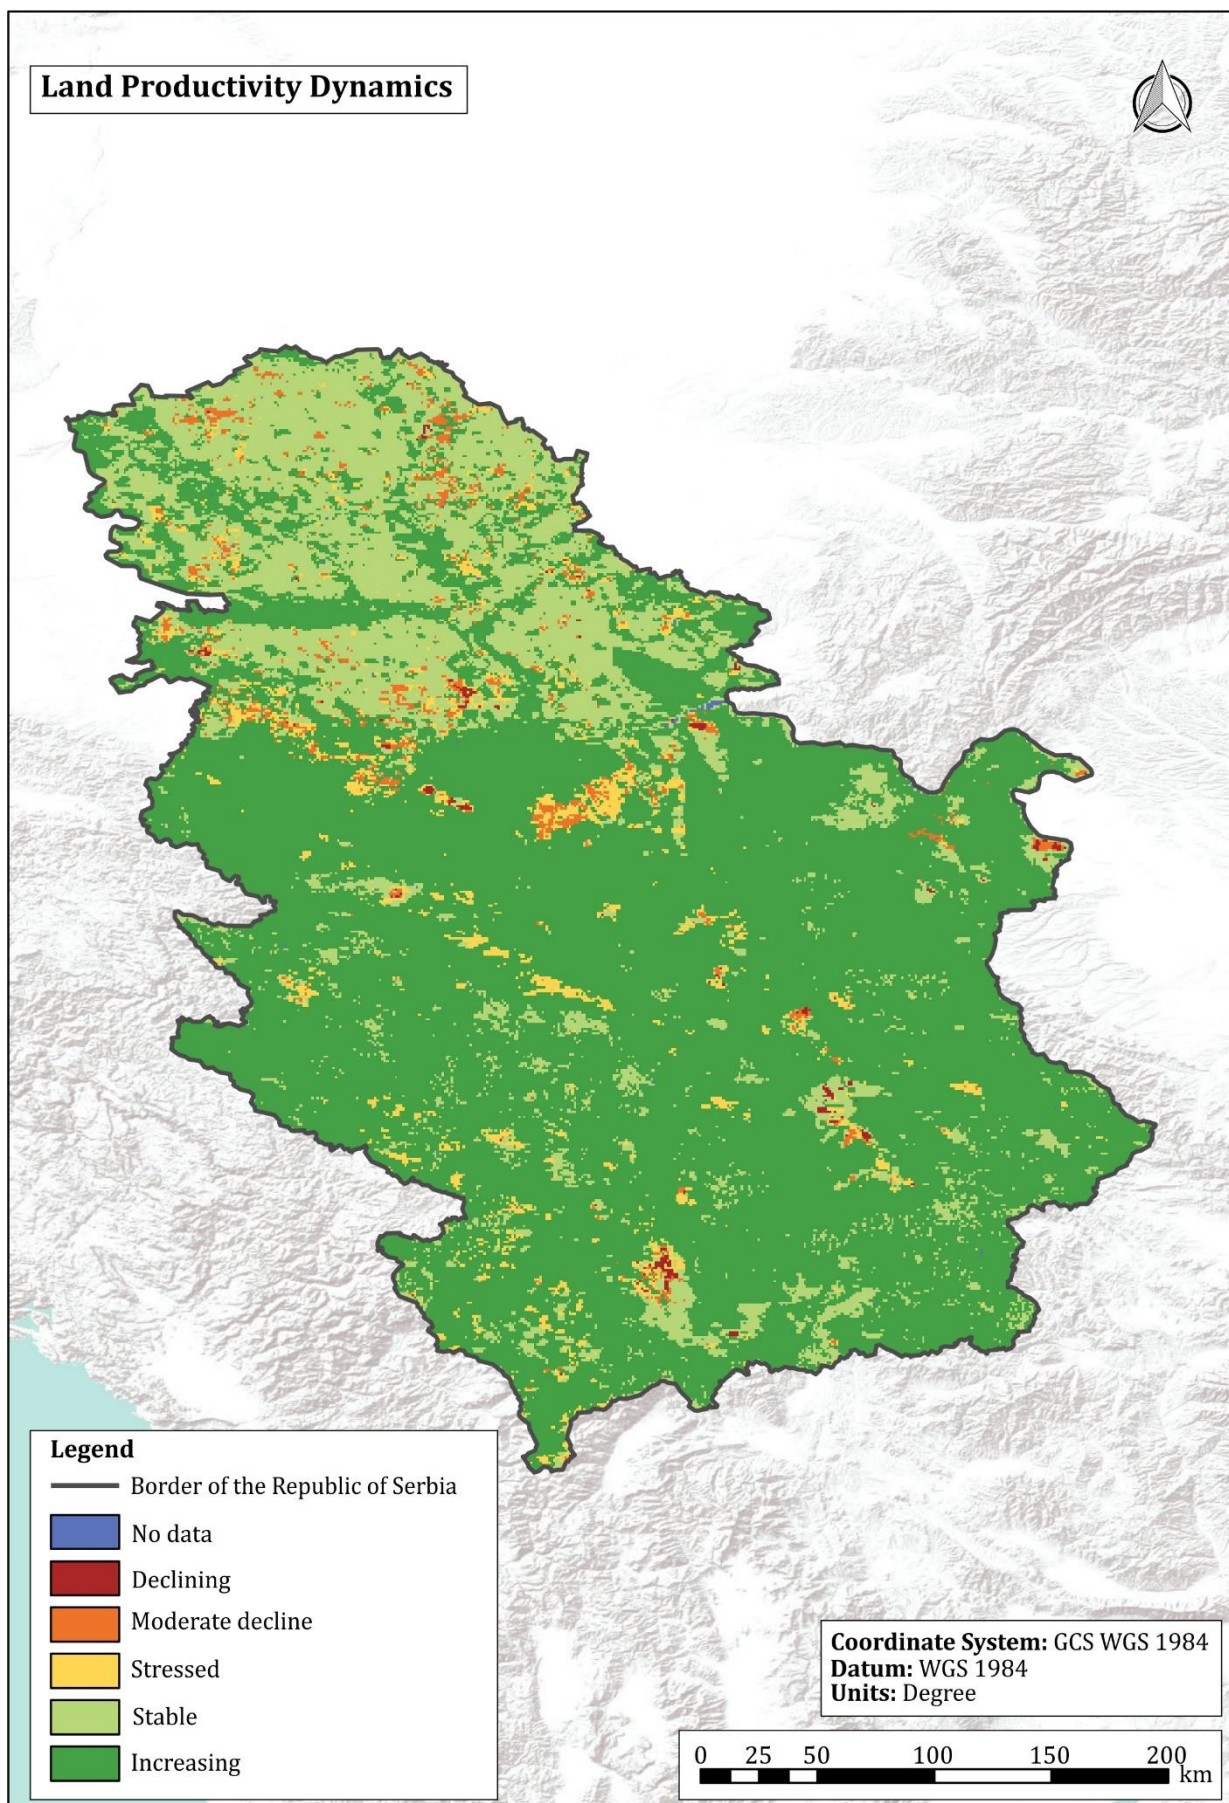 Land Productivity Dynamics
Legend
Border of the Republic of Serbia
No data
Declining
Moderate decline
Stressed
Stable
Increasing
Coordinate System: GCS WGS 1984
Datum: WGS 1984
Units: Degree
0 25 50 100 150 200
km